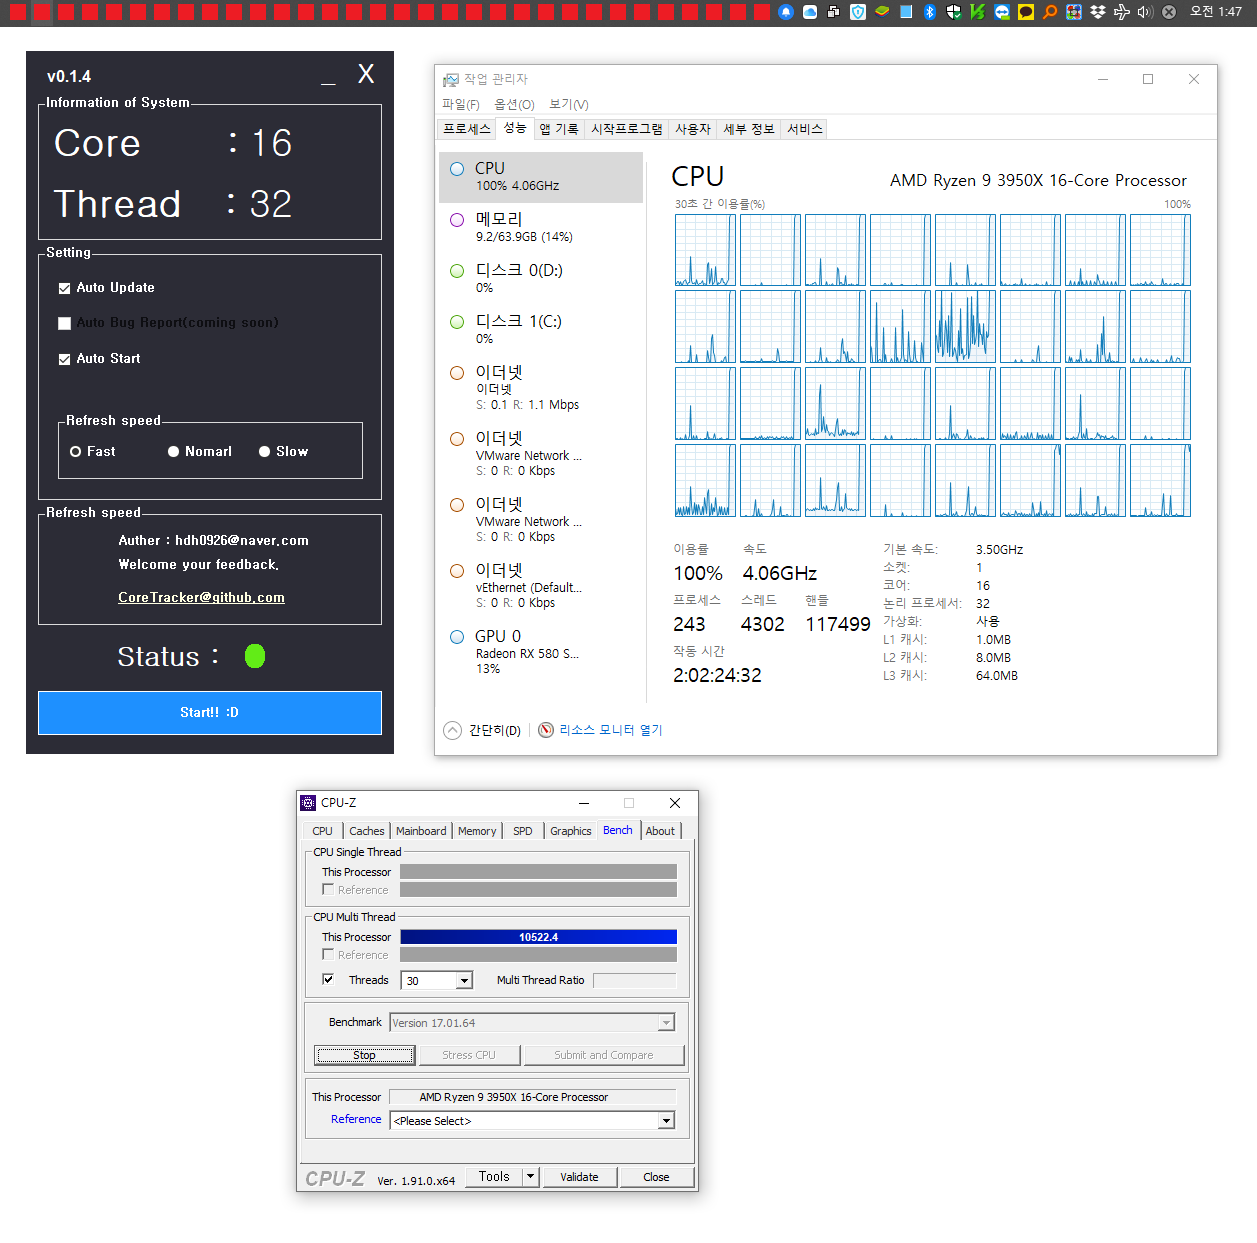 오전 1:47
v0.1.4
_ X
Information of System
Core : 16
Thread : 32
Setting
Auto Update
Auto Bug Report(coming soon)
Auto Start
Refresh speed
Fast Nomarl Slow
Refresh speed
Auther : hdh0926@naver.com
Welcome your feedback.
CoreTracker@github.com
Status :
Start!! :D
작업 관리자
파일(F) 옵션(O) 보기(V)
프로세스 성능 앱 기록 시작프로그램 사용자 세부 정보 서비스
CPU
100% 4.06GHz
메모리
9.2/63.9GB (14%)
디스크 0(D:)
0%
디스크 1(C:)
0%
이더넷
이더넷
S: 0.1 R: 1.1 Mbps
이더넷
VMware Network ...
S: 0 R: 0 Kbps
이더넷
VMware Network ...
S: 0 R: 0 Kbps
이더넷
vEthernet (Default...
S: 0 R: 0 Kbps
GPU 0
Radeon RX 580 S...
13%
CPU AMD Ryzen 9 3950X 16-Core Processor
30초 간 이용률(%) 100%
이용률 속도
100% 4.06GHz
프로세스 스레드 핸들
243 4302 117499
작동 시간
2:02:24:32
기본 속도: 3.50GHz
소켓: 1
코어: 16
논리 프로세서: 32
가상화: 사용
L1 캐시: 1.0MB
L2 캐시: 8.0MB
L3 캐시: 64.0MB
간단히(D) 리소스 모니터 열기
CPU-Z
CPU Caches Mainboard Memory SPD Graphics Bench About
CPU Single Thread
This Processor
Reference
CPU Multi Thread
This Processor 10522.4
Reference
Threads 30 Multi Thread Ratio
Benchmark Version 17.01.64
Stop Stress CPU Submit and Compare
This Processor AMD Ryzen 9 3950X 16-Core Processor
Reference <Please Select>
CPU-Z Ver. 1.91.0.x64 Tools Validate Close